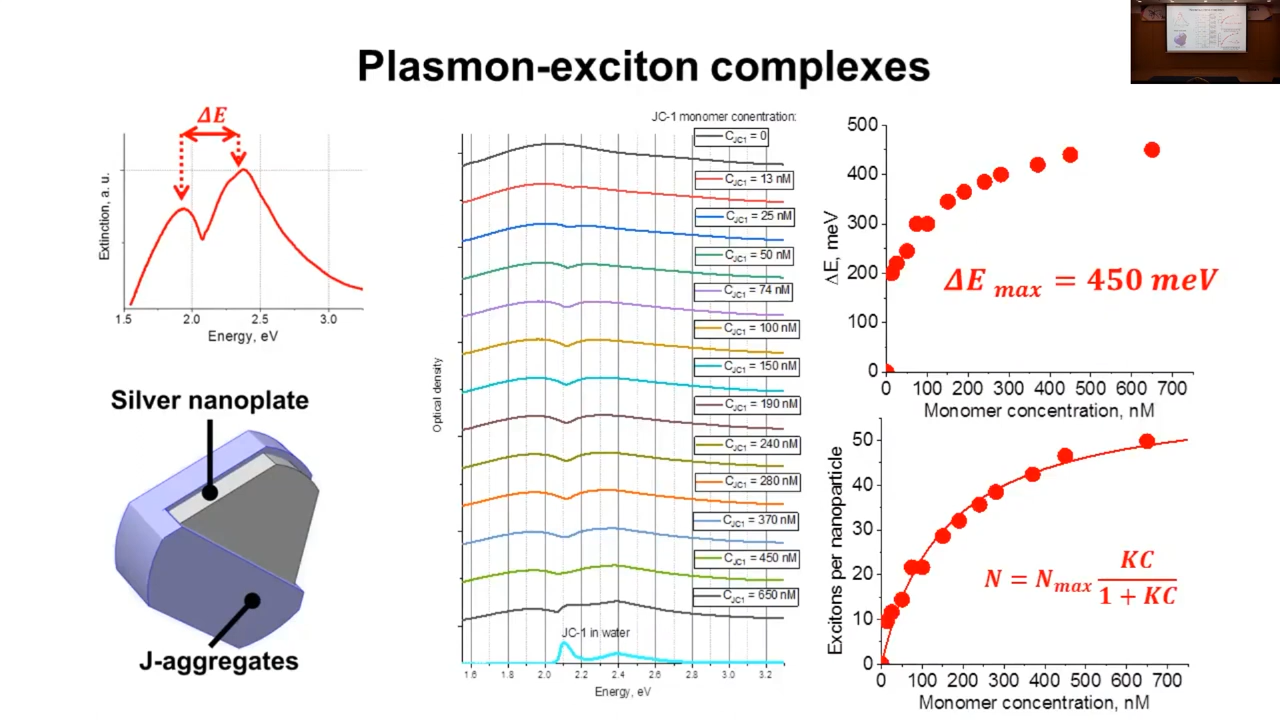 Plasmon-exciton complexes
ΔE
Extinction, a. u.
1.5 2.0 2.5 3.0
Energy, eV
Silver nanoplate
J-aggregates
JC-1 monomer conentration:
C_JC1 = 0
C_JC1 = 13 nM
C_JC1 = 25 nM
C_JC1 = 50 nM
C_JC1 = 74 nM
C_JC1 = 100 nM
C_JC1 = 150 nM
C_JC1 = 190 nM
C_JC1 = 240 nM
C_JC1 = 280 nM
C_JC1 = 370 nM
C_JC1 = 450 nM
C_JC1 = 650 nM
Optical density
JC-1 in water
1.6 1.8 2.0 2.2 2.4 2.6 2.8 3.0 3.2
Energy, eV
ΔE, meV
500
400
300
200
100
0
ΔE max = 450 meV
0 100 200 300 400 500 600 700
Monomer concentration, nM
Excitons per nanoparticle
50
40
30
20
10
0
N = N_max KC / 1 + KC
0 100 200 300 400 500 600 700
Monomer concentration, nM